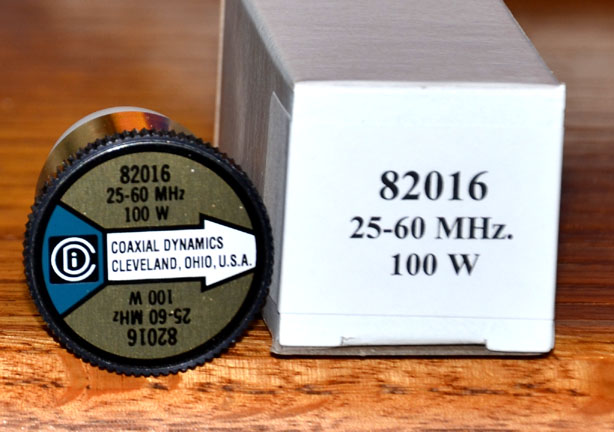 82016
25-60 MHz
100 W
COAXIAL DYNAMICS
CLEVELAND, OHIO, U.S.A.
100 W
25-60 MHz
82016
82016
25-60 MHz.
100 W